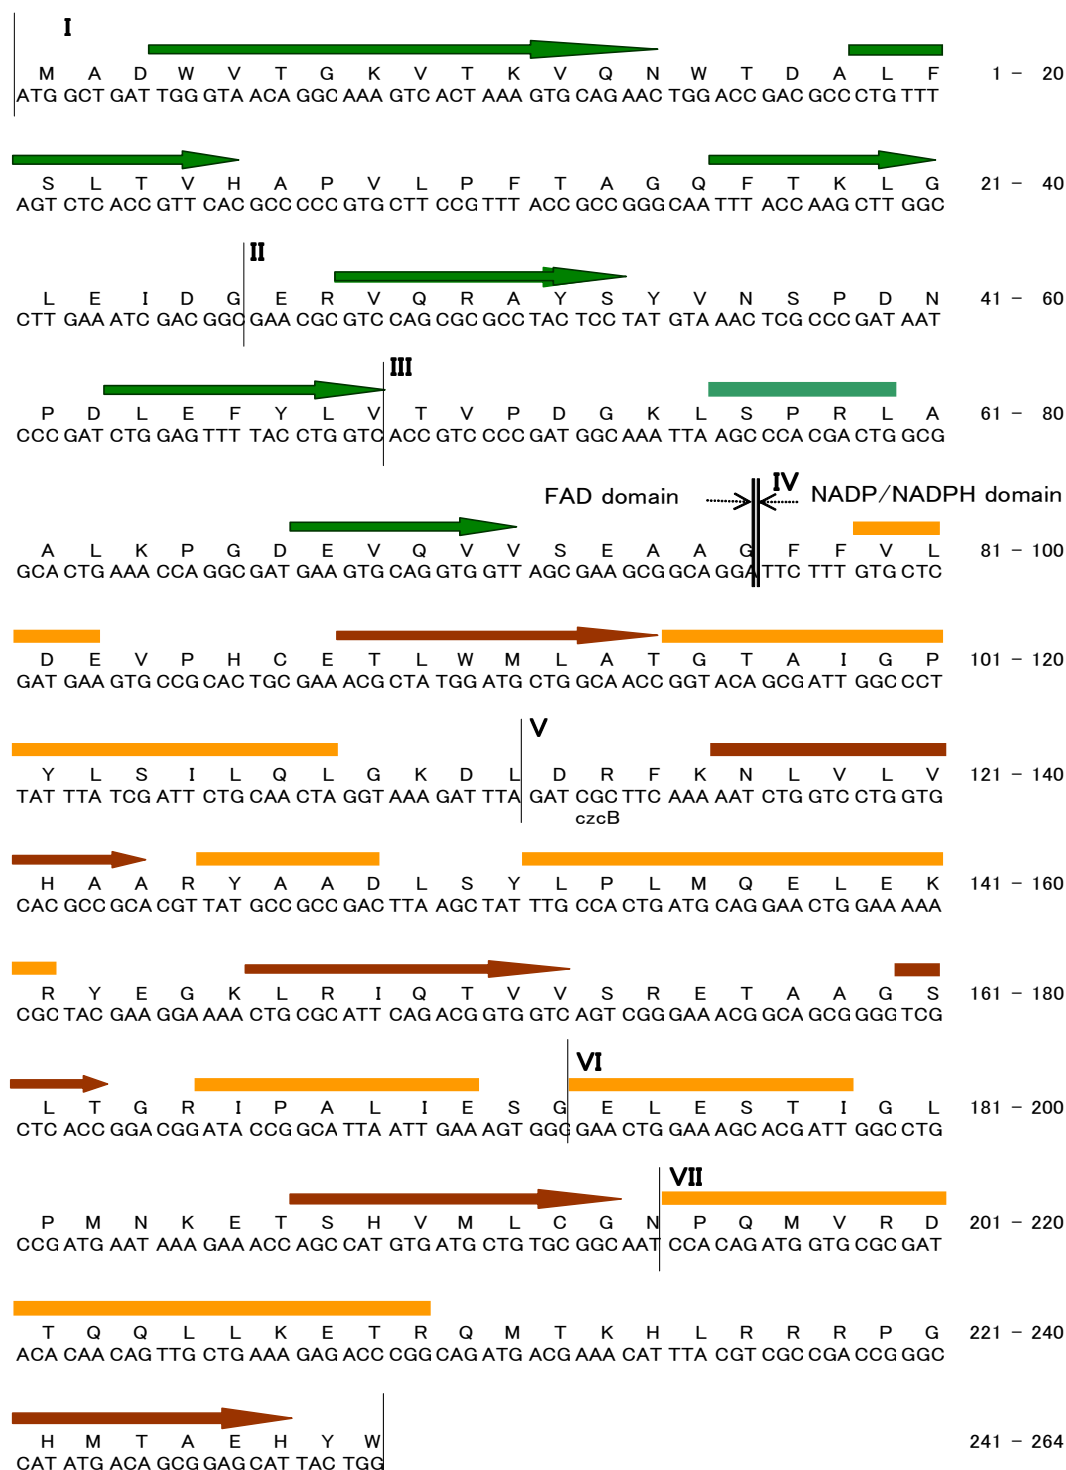 I
M A D W V T G K V T K V Q N W T D A L F 1 - 20
ATG GCT GAT TGG GTA ACA GGC AAA GTC ACT AAA GTG CAG AAC TGG ACC GAC GCC CTG TTT
S L T V H A P V L P F T A G Q F T K L G 21 - 40
AGT CTC ACC GTT CAC GCC CCC GTG CTT CCG TTT ACC GCC GGG CAA TTT ACC AAG CTT GGC
II
L E I D G E R V Q R A Y S Y V N S P D N 41 - 60
CTT GAA ATC GAC GGC GAA CGC GTC CAG CGC GCC TAC TCC TAT GTA AAC TCG CCC GAT AAT
III
P D L E F Y L V T V P D G K L S P R L A 61 - 80
CCC GAT CTG GAG TTT TAC CTG GTC ACC GTC CCC GAT GGC AAA TTA AGC CCA CGA CTG GCG
FAD domain IV NADP/NADPH domain
A L K P G D E V Q V V S E A A G F F V L 81 - 100
GCA CTG AAA CCA GGC GAT GAA GTG CAG GTG GTT AGC GAA GCG GCA GGA TTC TTT GTG CTC
D E V P H C E T L W M L A T G T A I G P 101 - 120
GAT GAA GTG CCG CAC TGC GAA ACG CTA TGG ATG CTG GCA ACC GGT ACA GCG ATT GGC CCT
V
Y L S I L Q L G K D L D R F K N L V L V 121 - 140
TAT TTA TCG ATT CTG CAA CTA GGT AAA GAT TTA GAT CGC TTC AAA AAT CTG GTC CTG GTG
czcB
H A A R Y A A D L S Y L P L M Q E L E K 141 - 160
CAC GCC GCA CGT TAT GCC GCC GAC TTA AGC TAT TTG CCA CTG ATG CAG GAA CTG GAA AAA
R Y E G K L R I Q T V V S R E T A A G S 161 - 180
CGC TAC GAA GGA AAA CTG CGC ATT CAG ACG GTG GTC AGT CGG GAA ACG GCA GCG GGG TCG
VI
L T G R I P A L I E S G E L E S T I G L 181 - 200
CTC ACC GGA CGG ATA CCG GCA TTA ATT GAA AGT GGC GAA CTG GAA AGC ACG ATT GGC CTG
VII
P M N K E T S H V M L C G N P Q M V R D 201 - 220
CCG ATG AAT AAA GAA ACC AGC CAT GTG ATG CTG TGC GGC AAT CCA CAG ATG GTG CGC GAT
T Q Q L L K E T R Q M T K H L R R R P G 221 - 240
ACA CAA CAG TTG CTG AAA GAG ACC CGG CAG ATG ACG AAA CAT TTA CGT CGC CGA CCG GGC
H M T A E H Y W 241 - 264
CAT ATG ACA GCG GAG CAT TAC TGG